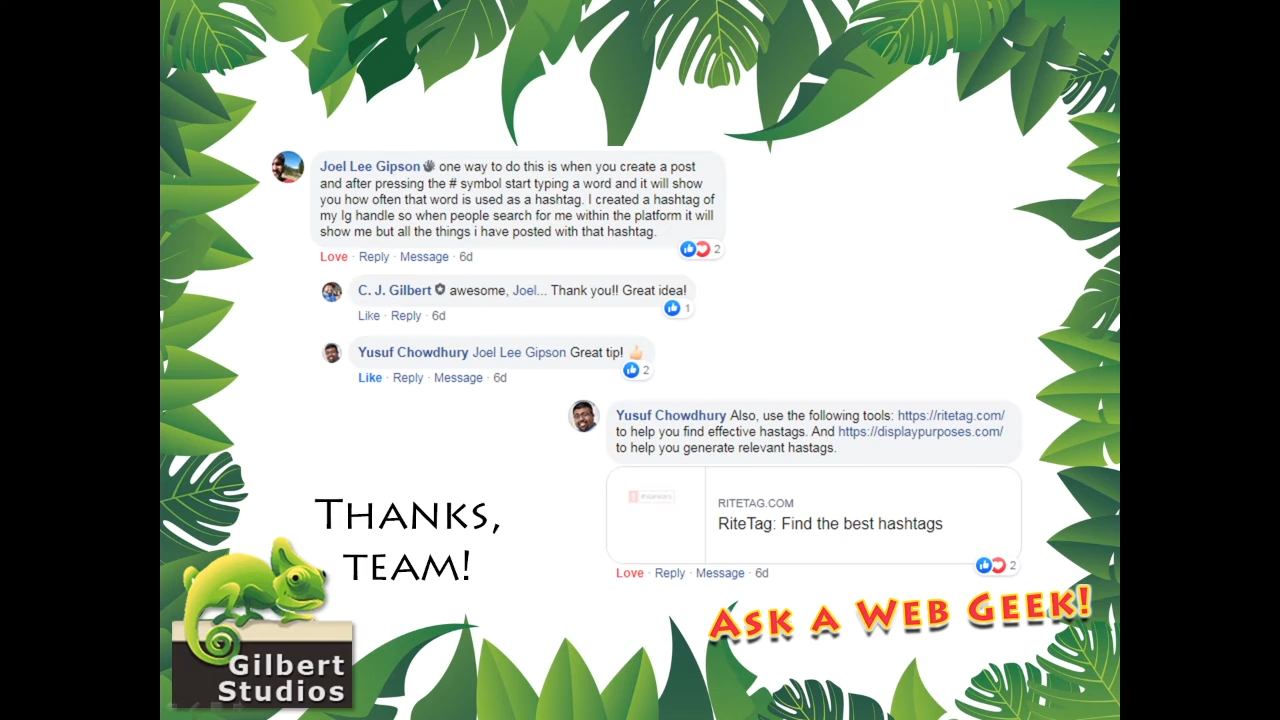 Joel Lee Gipson one way to do this is when you create a post
and after pressing the # symbol start typing a word and it will show
you how often that word is used as a hashtag. I created a hashtag of
my Ig handle so when people search for me within the platform it will
show me but all the things i have posted with that hashtag.
2
Love · Reply · Message · 6d
C. J. Gilbert awesome, Joel... Thank you!! Great idea!
1
Like · Reply · 6d
Yusuf Chowdhury Joel Lee Gipson Great tip!
2
Like · Reply · Message · 6d
Yusuf Chowdhury Also, use the following tools: https://ritetag.com/
to help you find effective hastags. And https://displaypurposes.com/
to help you generate relevant hastags.
RITETAG.COM
RiteTag: Find the best hashtags
2
Love · Reply · Message · 6d
Thanks,
team!
Ask a Web Geek!
Gilbert
Studios